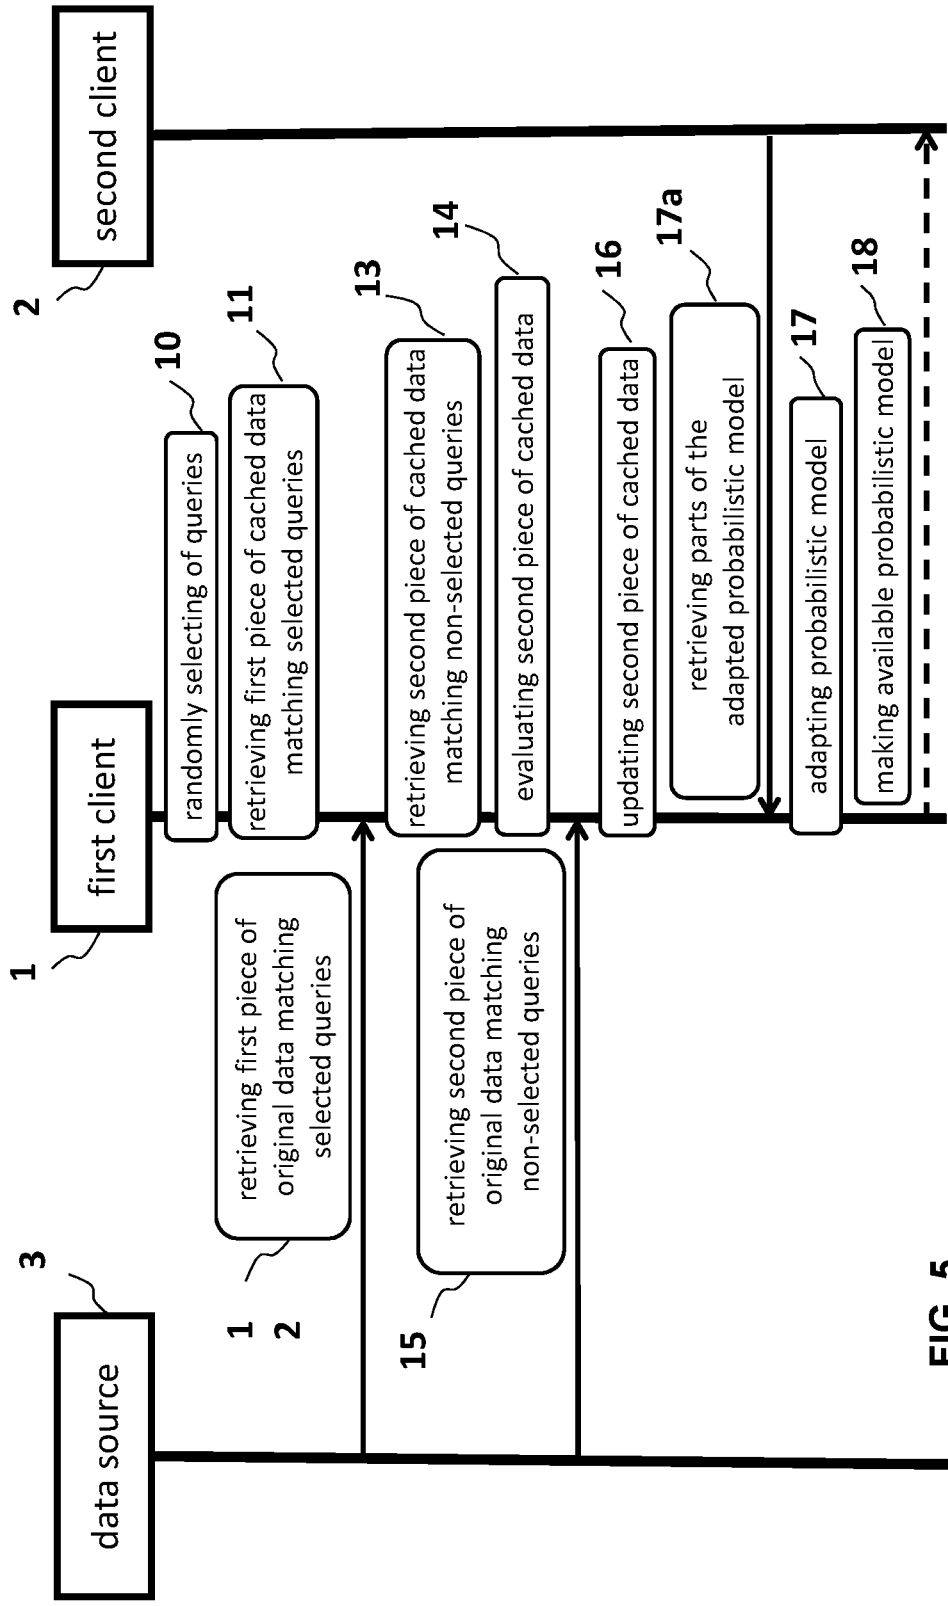 3
data source
1
first client
2
second client
10
randomly selecting of queries
11
retrieving first piece of cached data
matching selected queries
1
2
retrieving first piece of
original data matching
selected queries
13
retrieving second piece of cached data
matching non-selected queries
14
evaluating second piece of cached data
15
retrieving second piece of
original data matching
non-selected queries
16
updating second piece of cached data
17a
retrieving parts of the
adapted probabilistic model
17
adapting probabilistic model
18
making available probabilistic model
FIG. 5